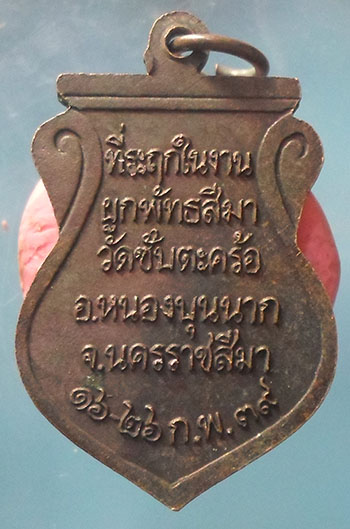 ที่ระฤกในงาน
ผูกพัทธสีมา
วัดซับตะคร้อ
อ.หนองบุนนาก
จ.นครราชสีมา
๑๖-๒๖ ก.พ. ๓๙